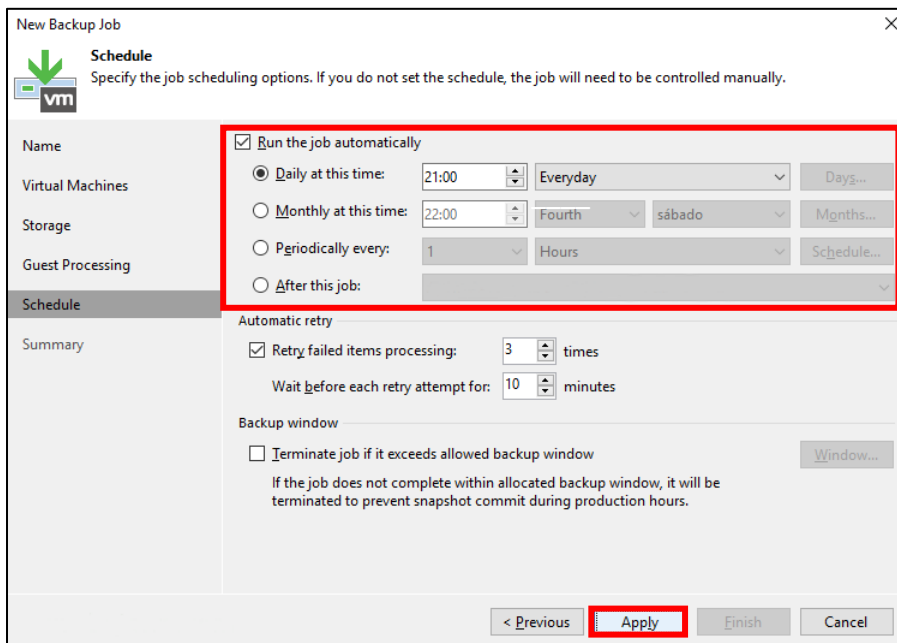 New Backup Job
Schedule
Specify the job scheduling options. If you do not set the schedule, the job will need to be controlled manually.
vm
Name
Virtual Machines
Storage
Guest Processing
Schedule
Summary
Run the job automatically
Daily at this time: 21:00 Everyday Days...
Monthly at this time: 22:00 Fourth sábado Months...
Periodically every: 1 Hours Schedule...
After this job:
Automatic retry
Retry failed items processing: 3 times
Wait before each retry attempt for: 10 minutes
Backup window
Terminate job if it exceeds allowed backup window Window...
If the job does not complete within allocated backup window, it will be
terminated to prevent snapshot commit during production hours.
< Previous Apply Finish Cancel